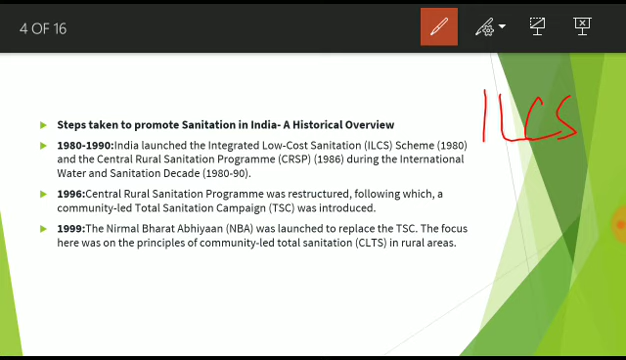 4 OF 16
ILCS
Steps taken to promote Sanitation in India- A Historical Overview
1980-1990:India launched the Integrated Low-Cost Sanitation (ILCS) Scheme (1980)
and the Central Rural Sanitation Programme (CRSP) (1986) during the International
Water and Sanitation Decade (1980-90).
1996:Central Rural Sanitation Programme was restructured, following which, a
community-led Total Sanitation Campaign (TSC) was introduced.
1999:The Nirmal Bharat Abhiyaan (NBA) was launched to replace the TSC. The focus
here was on the principles of community-led total sanitation (CLTS) in rural areas.